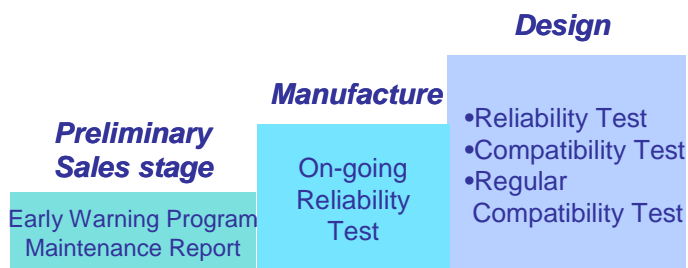 Preliminary
Sales stage
Early Warning Program
Maintenance Report
Manufacture
On-going
Reliability
Test
Design
•Reliability Test
•Compatibility Test
•Regular
Compatibility Test